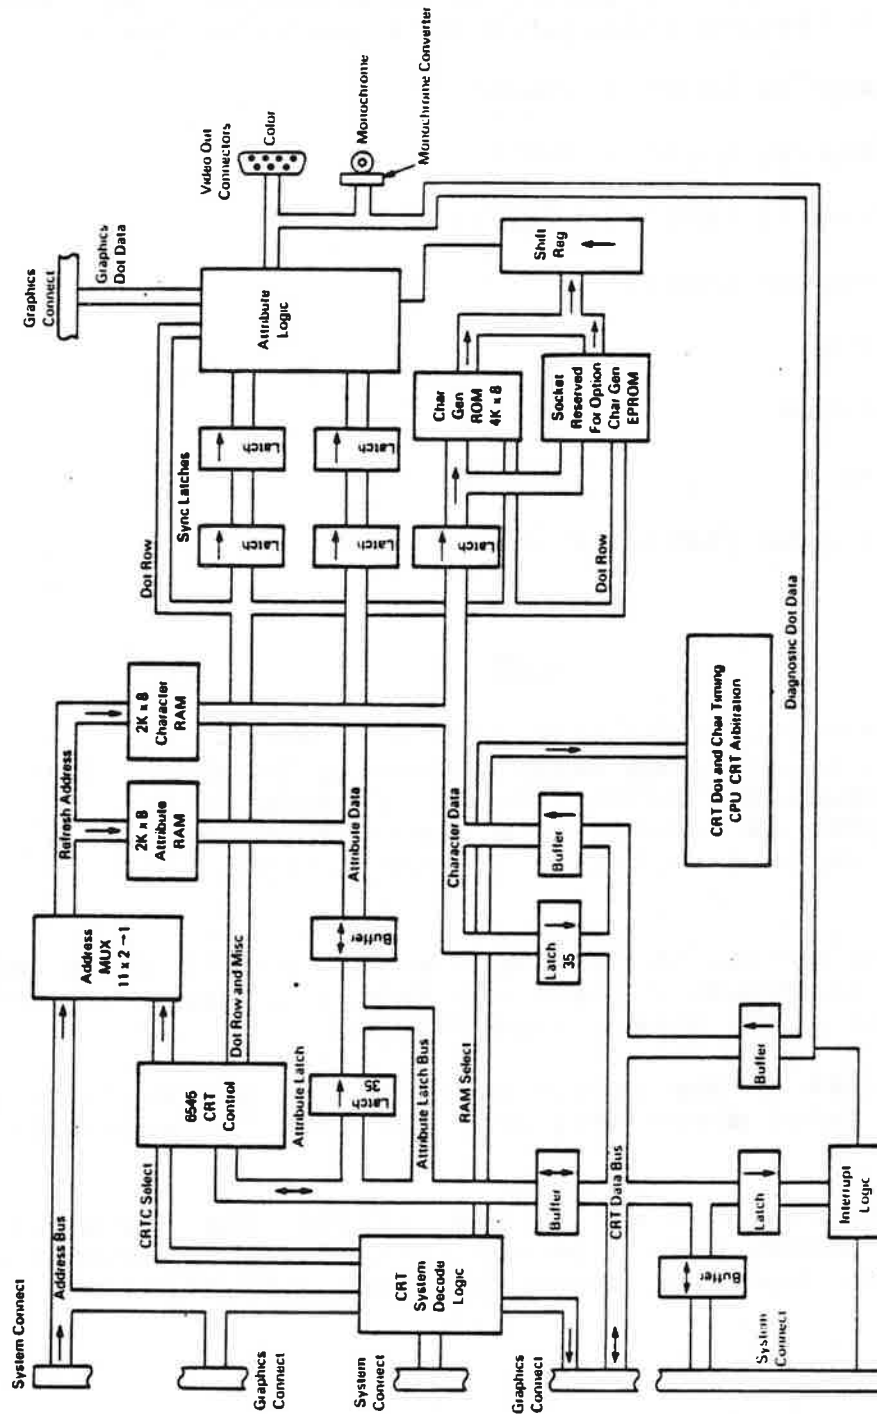 Graphics
Connect
Graphics
Dot Data
Video Out
Connectors
Color
Monochrome
Monochrome Converter
Attribute
Logic
Shift
Reg
Sync Latches
Latch
Latch
Latch
Latch
Latch
Char
Gen
ROM
4K x 8
Socket
Reserved
For Option
Char Gen
EPROM
Dot Row
Dot Row
Diagnostic Dot Data
Refresh Address
2K x 8
Character
RAM
2K x 8
Attribute
RAM
Address
MUX
11 x 2→1
Attribute Data
Character Data
CRT Dot and Char Timing
CPU CRT Arbitration
Dot Row and Misc
Buffer
Buffer
Latch
35
6545
CRT
Control
Attribute Latch
Latch
35
Attribute Latch Bus
RAM Select
Buffer
System Connect
Address Bus
CRTC Select
CRT
System
Decode
Logic
Buffer
CRT Data Bus
Latch
Interrupt
Logic
Buffer
Graphics
Connect
System
Connect
Graphics
Connect
System
Connect